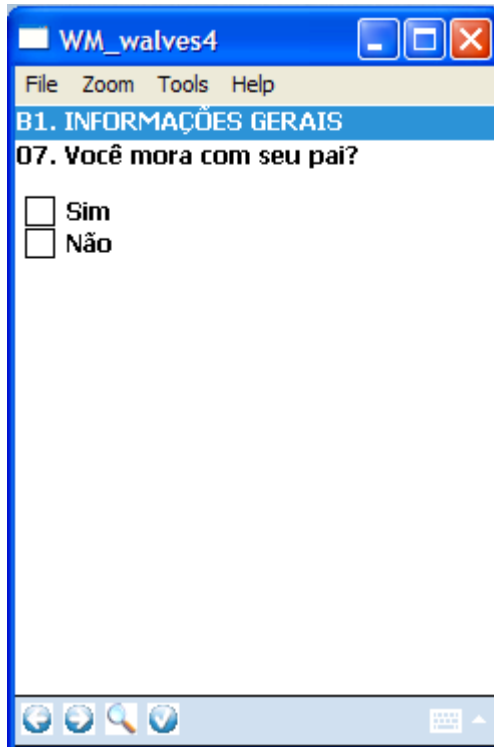 WM_walves4
File Zoom Tools Help
B1. INFORMAÇÕES GERAIS
07. Você mora com seu pai?
Sim
Não